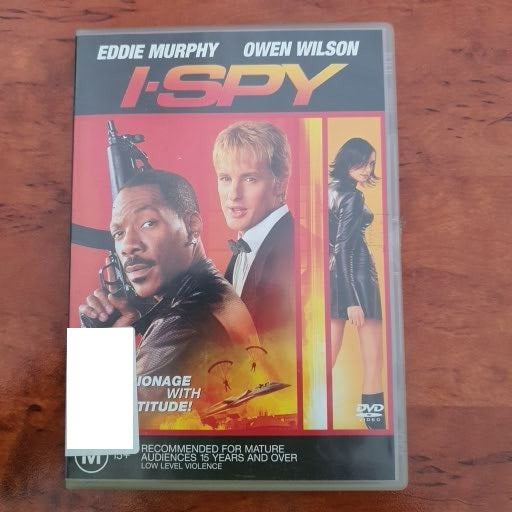 EDDIE MURPHY OWEN WILSON
I-SPY
IONAGE
WITH
TITUDE!
DVD
VIDEO
M 15+
RECOMMENDED FOR MATURE
AUDIENCES 15 YEARS AND OVER
LOW LEVEL VIOLENCE